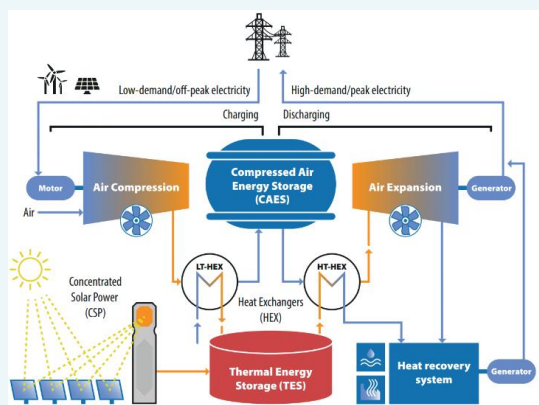 Low-demand/off-peak electricity
High-demand/peak electricity
Charging
Discharging
Motor
Air Compression
Compressed Air
Energy Storage
(CAES)
Air Expansion
Generator
Air
LT-HEX
HT-HEX
Concentrated
Solar Power
(CSP)
Heat Exchangers
(HEX)
Thermal Energy
Storage (TES)
Heat recovery
system
Generator